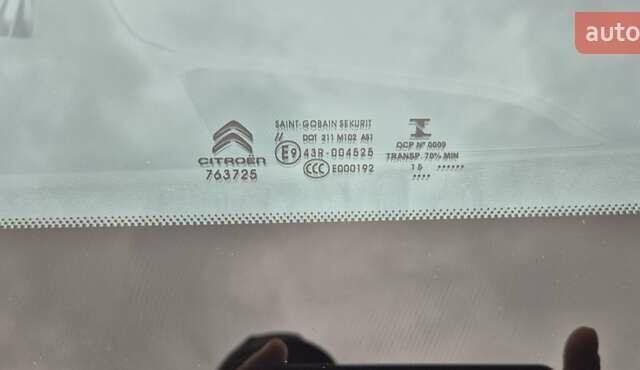 auto
SAINT-GOBAIN SEKURIT
DOT 211 M102 AS1
E9 43R-004525
CCC E000192
CITROËN
763725
OCP Nº 0009
TRANSP. 70% MIN